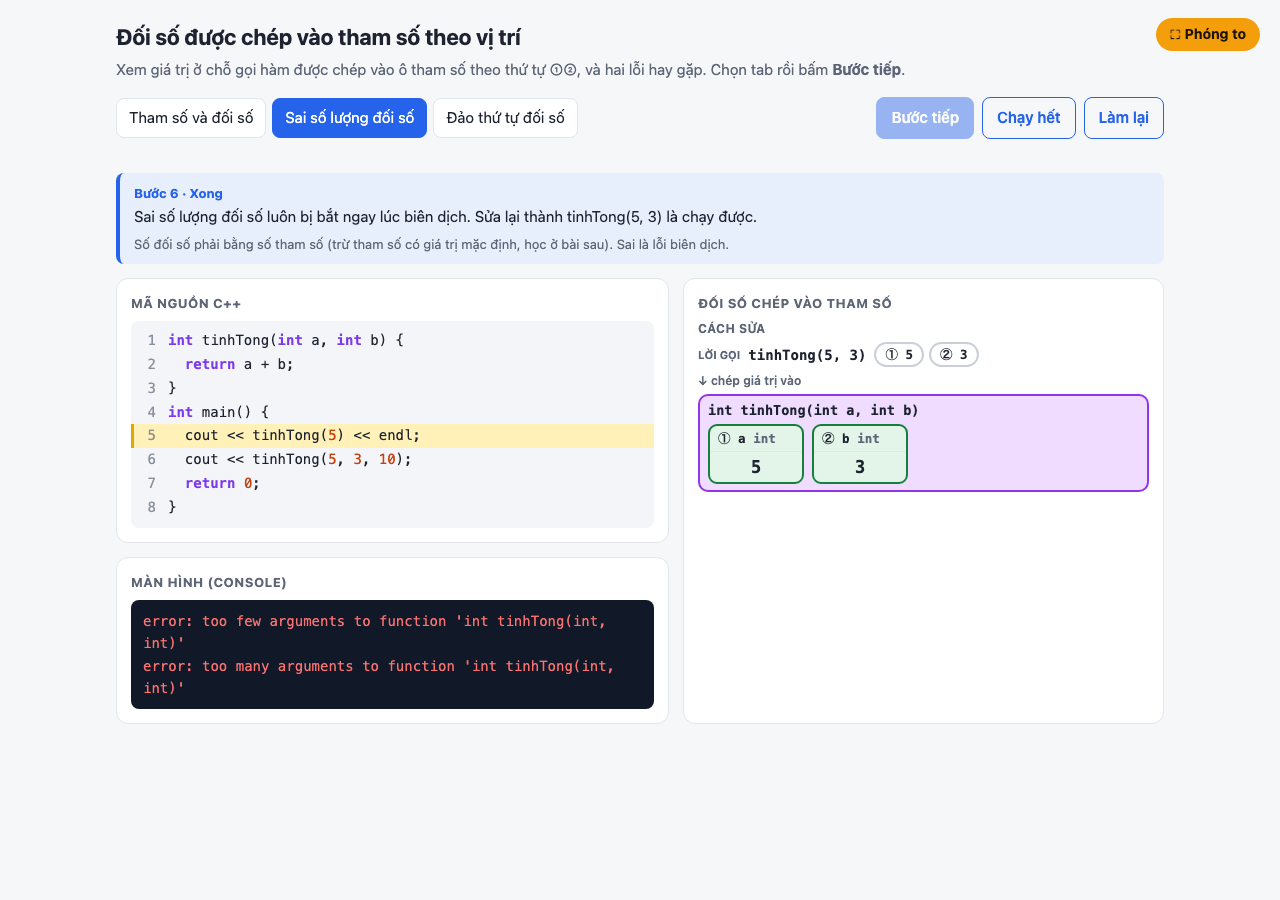 Đối số được chép vào tham số theo vị trí
⛶ Phóng to
Xem giá trị ở chỗ gọi hàm được chép vào ô tham số theo thứ tự ①②, và hai lỗi hay gặp. Chọn tab rồi bấm Bước tiếp.
Tham số và đối số
Sai số lượng đối số
Đảo thứ tự đối số
Bước tiếp
Chạy hết
Làm lại
Bước 6 · Xong
Sai số lượng đối số luôn bị bắt ngay lúc biên dịch. Sửa lại thành tinhTong(5, 3) là chạy được.
Số đối số phải bằng số tham số (trừ tham số có giá trị mặc định, học ở bài sau). Sai là lỗi biên dịch.
MÃ NGUỒN C++
1 int tinhTong(int a, int b) {
2   return a + b;
3 }
4 int main() {
5   cout << tinhTong(5) << endl;
6   cout << tinhTong(5, 3, 10);
7   return 0;
8 }
MÀN HÌNH (CONSOLE)
error: too few arguments to function 'int tinhTong(int,
int)'
error: too many arguments to function 'int tinhTong(int,
int)'
ĐỐI SỐ CHÉP VÀO THAM SỐ
CÁCH SỬA
LỜI GỌI tinhTong(5, 3) ① 5 ② 3
↓ chép giá trị vào
int tinhTong(int a, int b)
① a int ② b int
5 3